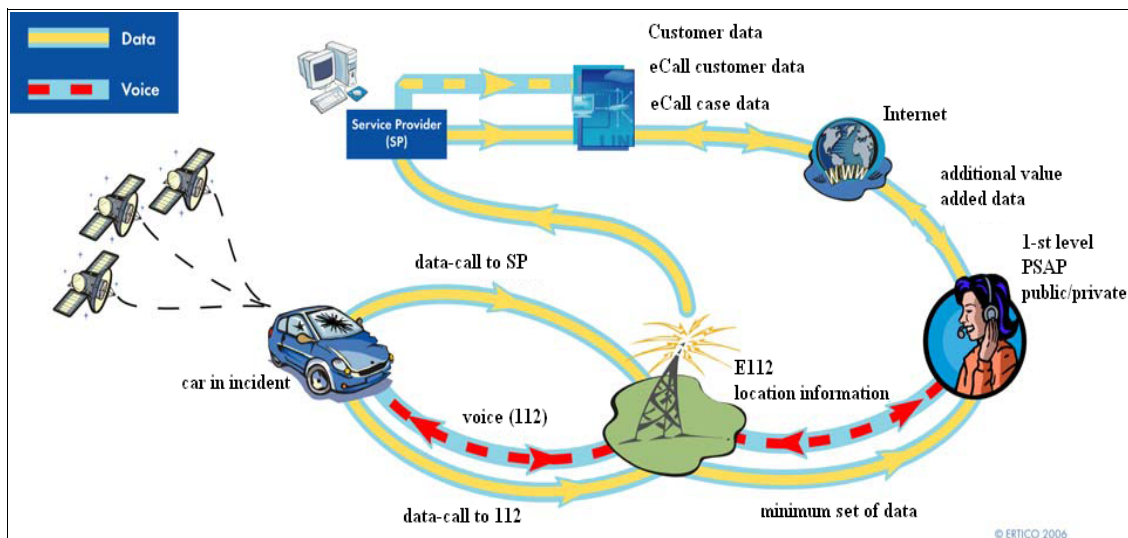 Data
Voice
Customer data
eCall customer data
eCall case data
Service Provider
(SP)
LIN
Internet
WWW
additional value
added data
1-st level
PSAP
public/private
data-call to SP
car in incident
E112
location information
voice (112)
data-call to 112
minimum set of data
© ERTICO 2006